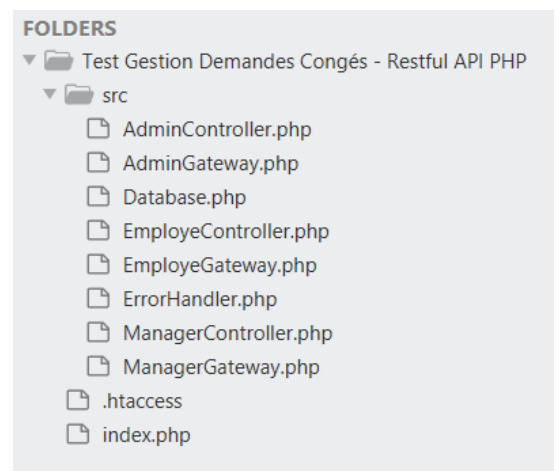 FOLDERS
Test Gestion Demandes Congés - Restful API PHP
src
AdminController.php
AdminGateway.php
Database.php
EmployeController.php
EmployeGateway.php
ErrorHandler.php
ManagerController.php
ManagerGateway.php
.htaccess
index.php